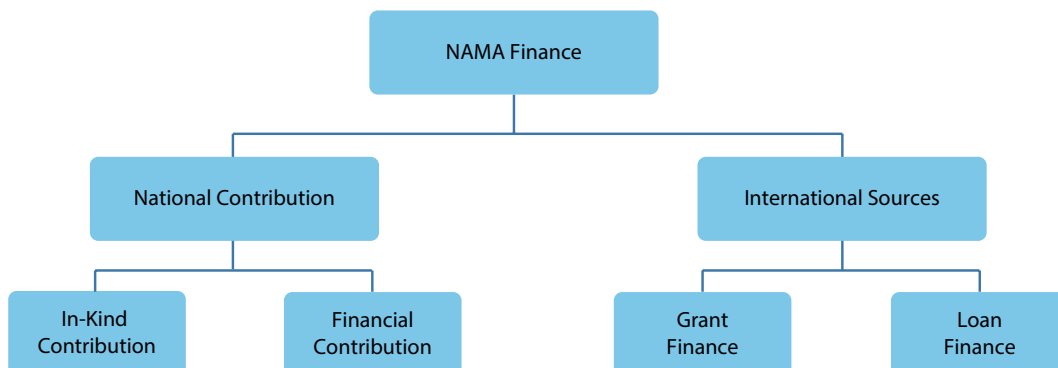 NAMA Finance
National Contribution
International Sources
In-Kind
Contribution
Financial
Contribution
Grant
Finance
Loan
Finance